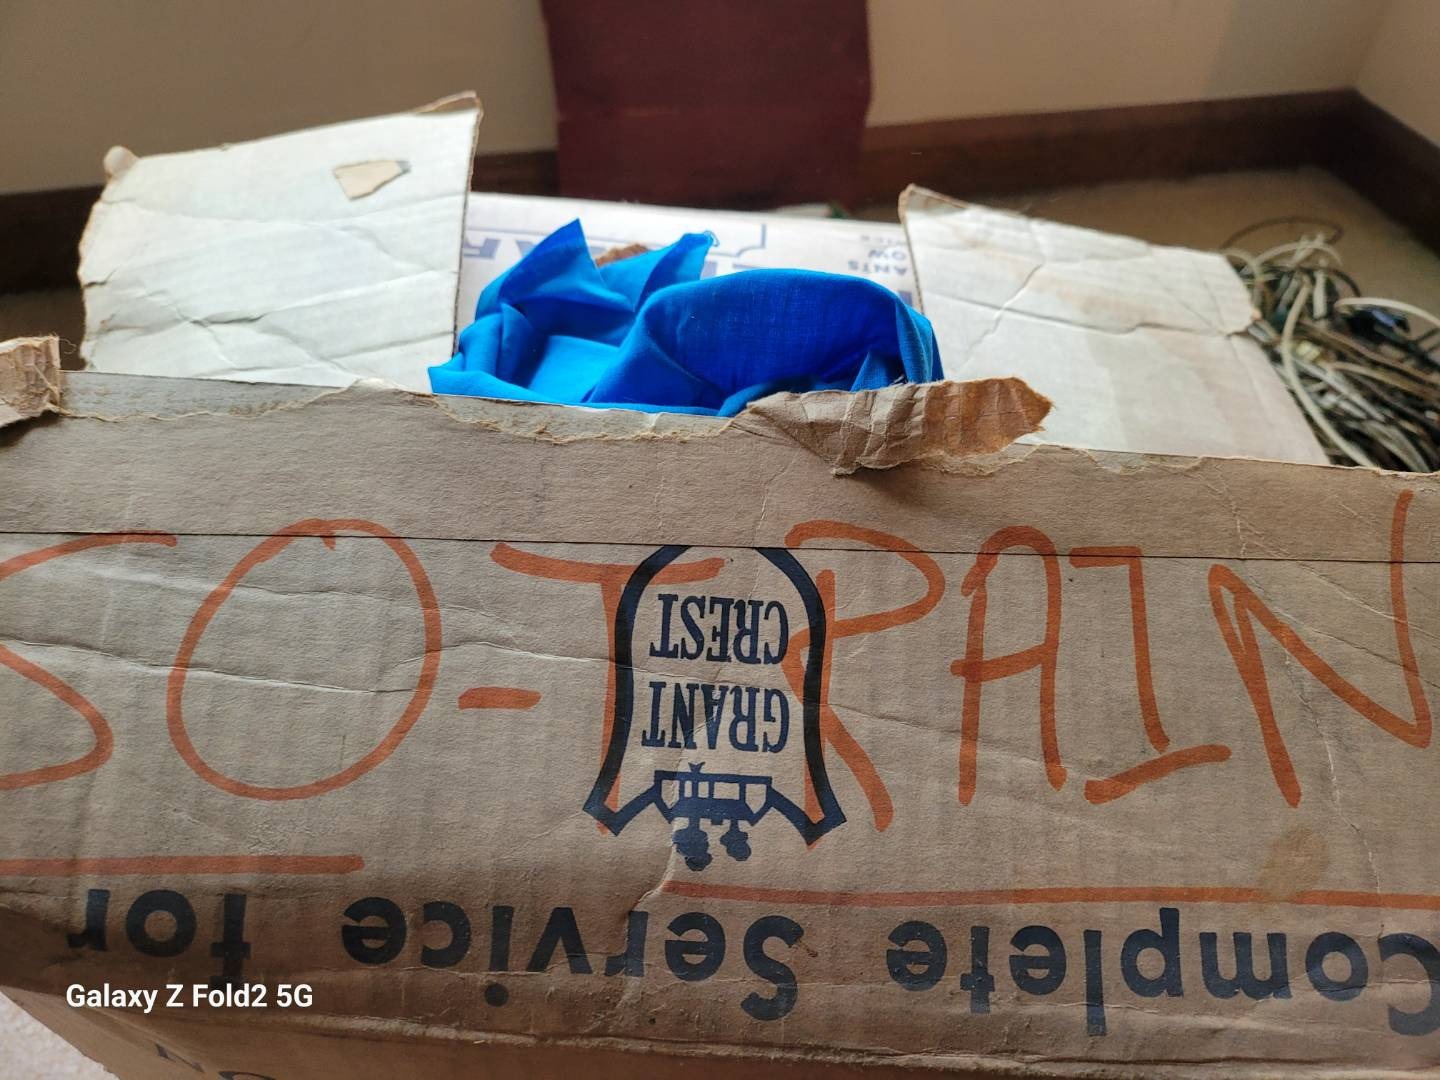 SO-TRAIN
GRANT
CREST
Complete Service for
Galaxy Z Fold2 5G